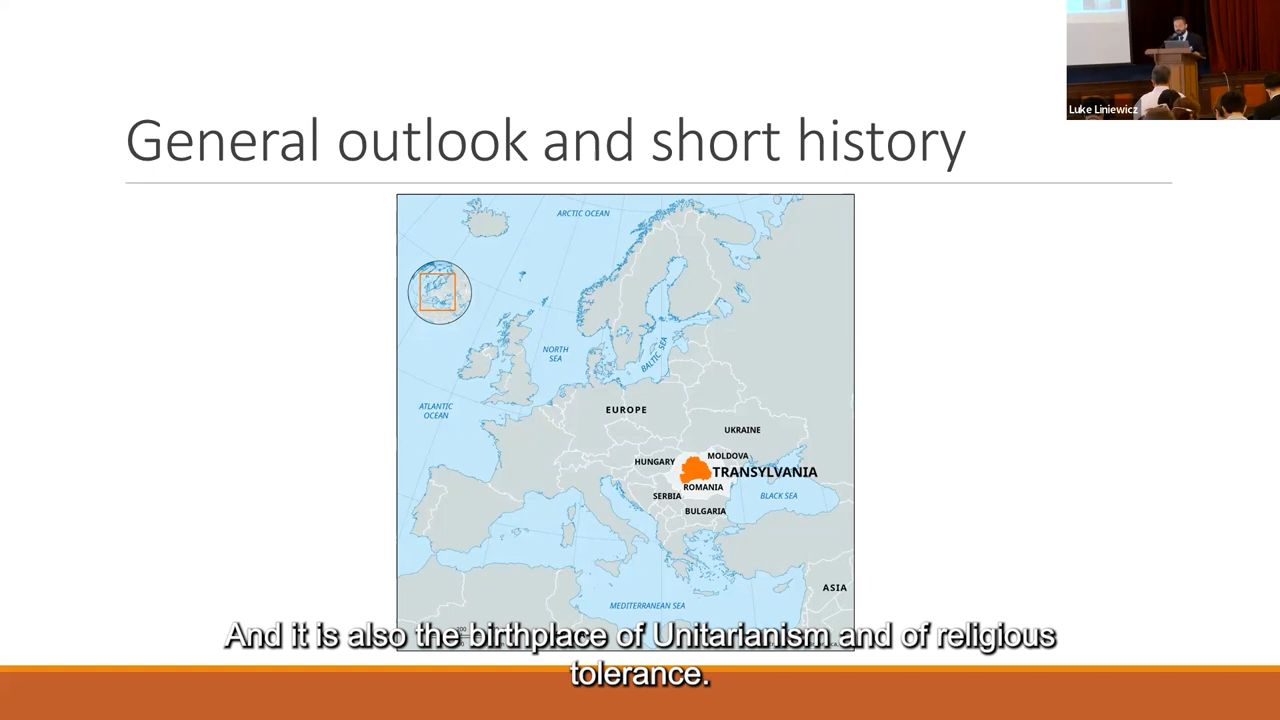 Luke Liniewicz
General outlook and short history
ARCTIC OCEAN
NORTH
SEA
BALTIC SEA
ATLANTIC
OCEAN
EUROPE
UKRAINE
MOLDOVA
HUNGARY
TRANSYLVANIA
ROMANIA
SERBIA
BLACK SEA
BULGARIA
ASIA
MEDITERRANEAN SEA
And it is also the birthplace of Unitarianism and of religious
tolerance.